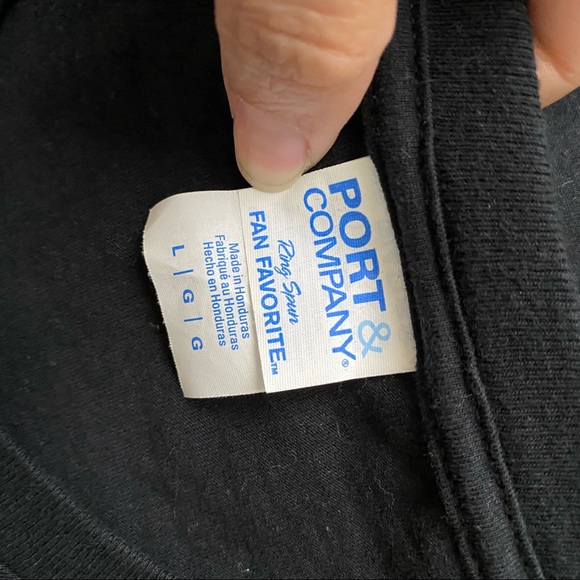 PORT &
COMPANY®
Ring Spun
FAN FAVORITE™
Made in Honduras
Fabriqué au Honduras
Hecho en Honduras
L | G | G